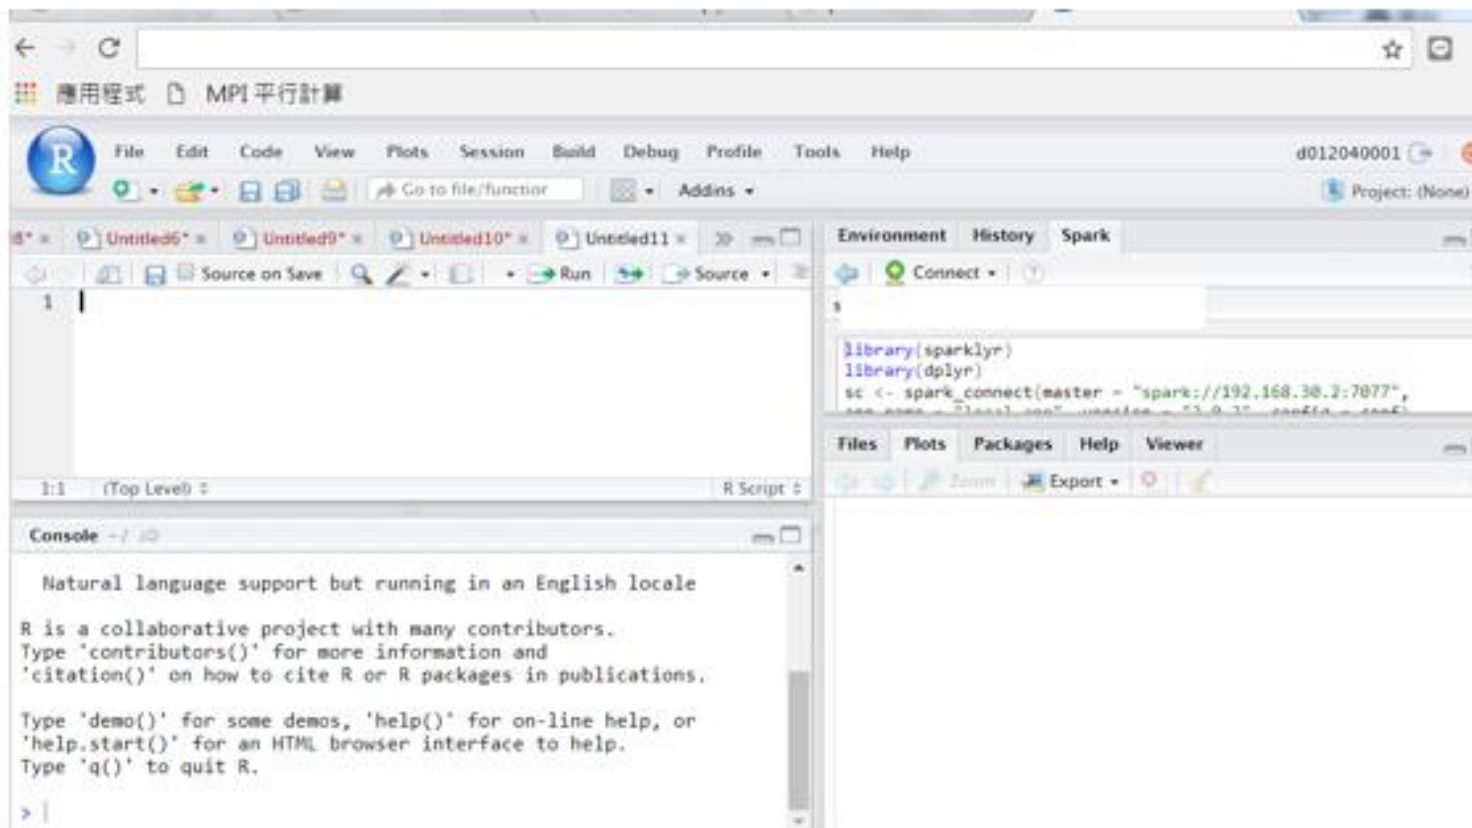 應用程式 MPI 平行計算
R File Edit Code View Plots Session Build Debug Profile Tools Help d012040001
Go to file/function Addins Project: (None)
Untitled6* Untitled9* Untitled10* Untitled11
Source on Save Run Source
1
1:1 (Top Level) R Script
Console ~/
Natural language support but running in an English locale
R is a collaborative project with many contributors.
Type 'contributors()' for more information and
'citation()' on how to cite R or R packages in publications.
Type 'demo()' for some demos, 'help()' for on-line help, or
'help.start()' for an HTML browser interface to help.
Type 'q()' to quit R.
>
Environment History Spark
Connect
library(sparklyr)
library(dplyr)
sc <- spark_connect(master = "spark://192.168.30.2:7077",
Files Plots Packages Help Viewer
Zoom Export